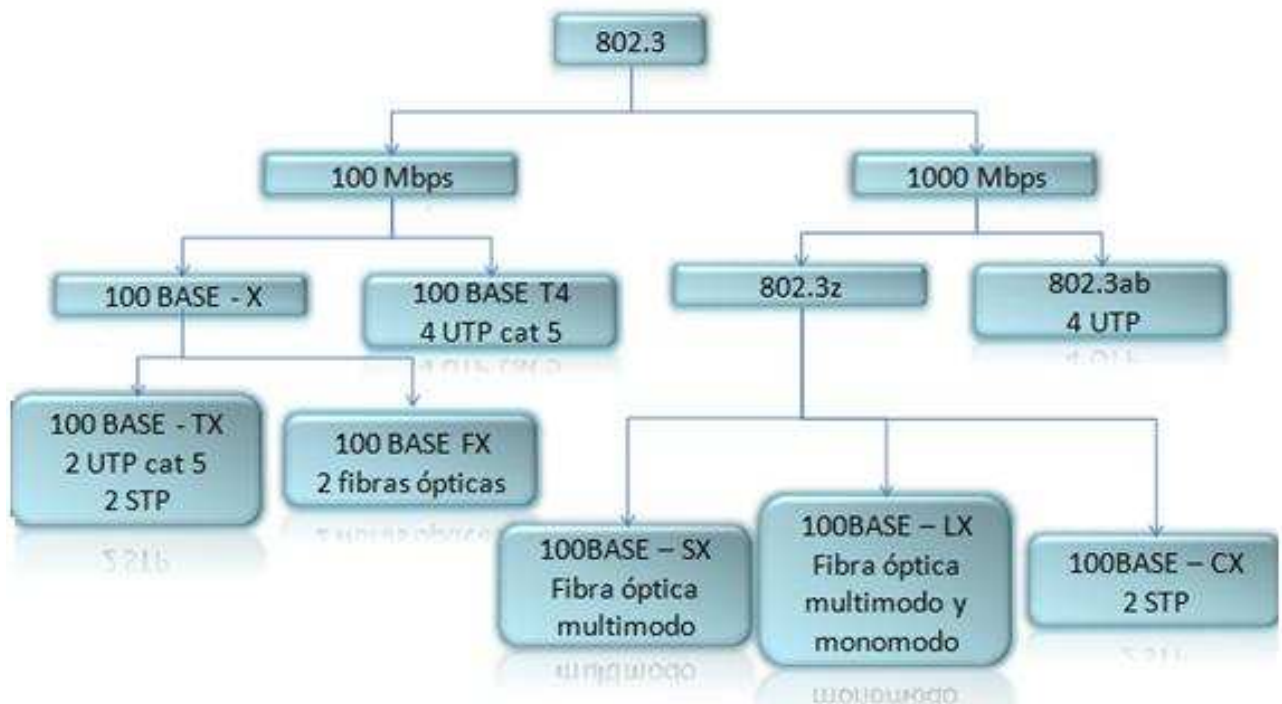 802.3
100 Mbps
1000 Mbps
100 BASE - X
100 BASE T4
4 UTP cat 5
802.3z
802.3ab
4 UTP
100 BASE - TX
2 UTP cat 5
2 STP
100 BASE FX
2 fibras ópticas
100BASE – SX
Fibra óptica
multimodo
100BASE – LX
Fibra óptica
multimodo y
monomodo
100BASE – CX
2 STP